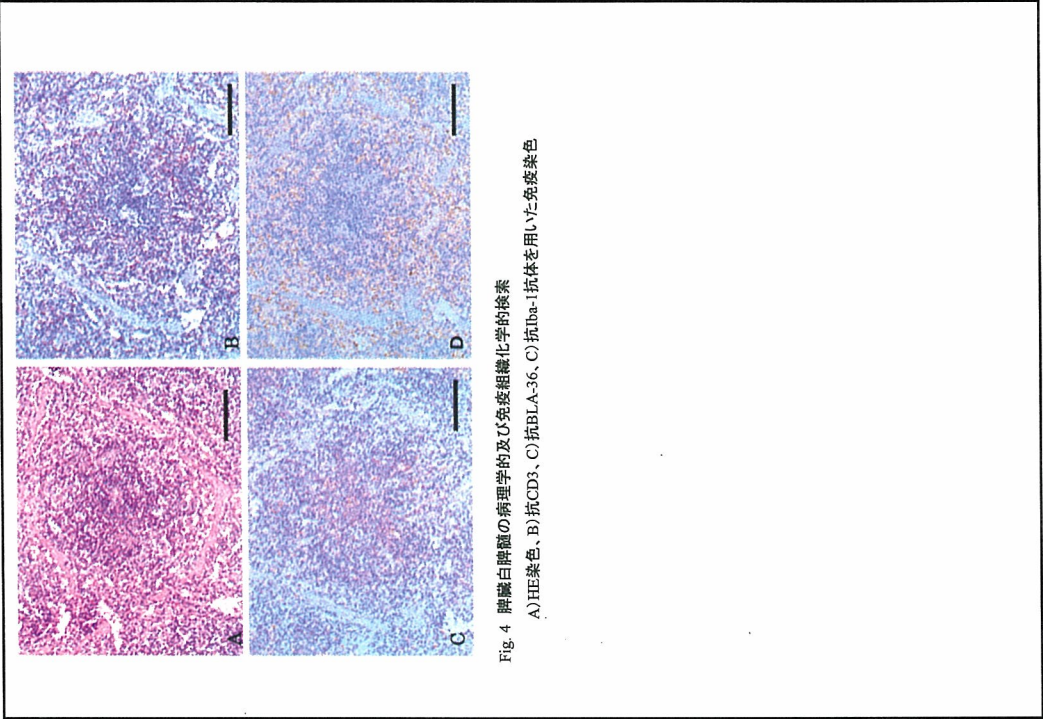 A
B
C
D
Fig. 4 脾臓白脾髄の病理学的及び免疫組織化学的検索
A)HE染色、B)抗CD3、C)抗BLA-36、C)抗Iba-1抗体を用いた免疫染色